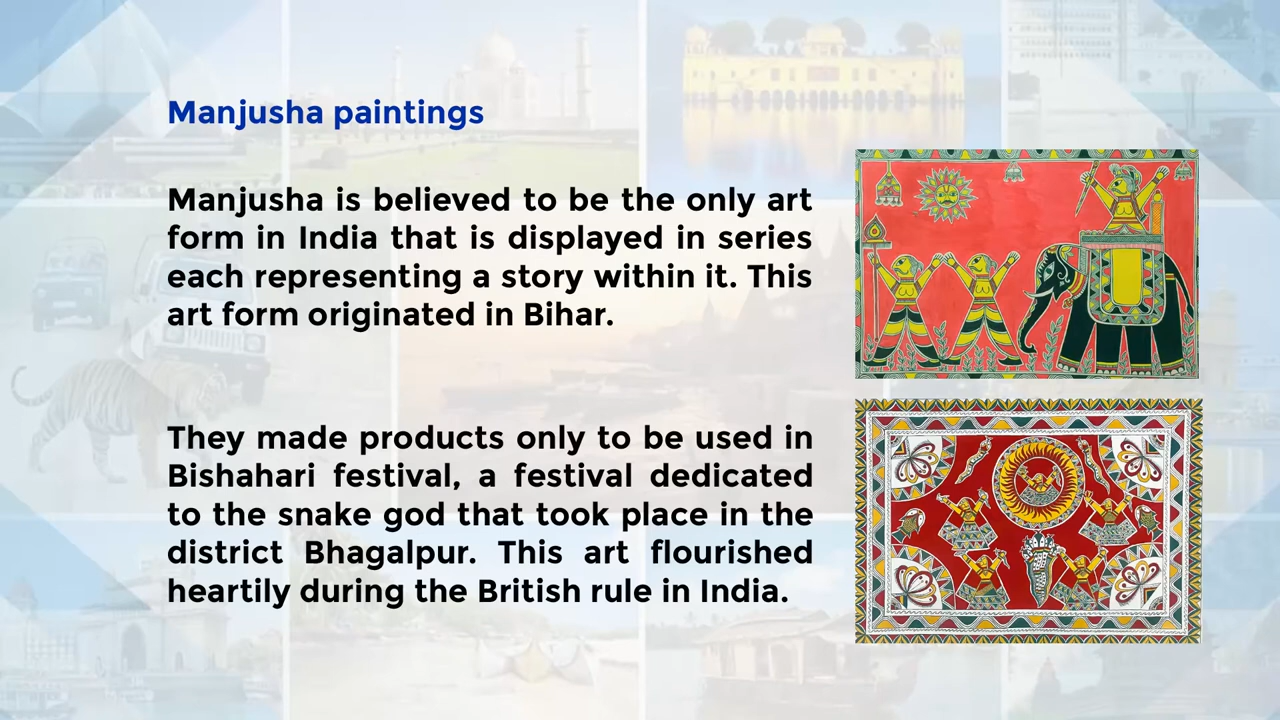 Manjusha paintings
Manjusha is believed to be the only art
form in India that is displayed in series
each representing a story within it. This
art form originated in Bihar.
They made products only to be used in
Bishahari festival, a festival dedicated
to the snake god that took place in the
district Bhagalpur. This art flourished
heartily during the British rule in India.